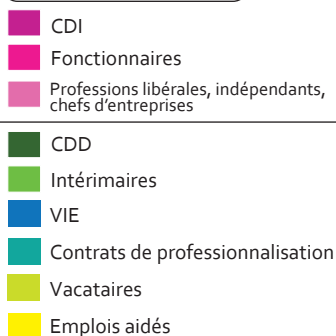 CDI
Fonctionnaires
Professions libérales, indépendants,
chefs d'entreprises
CDD
Intérimaires
VIE
Contrats de professionnalisation
Vacataires
Emplois aidés